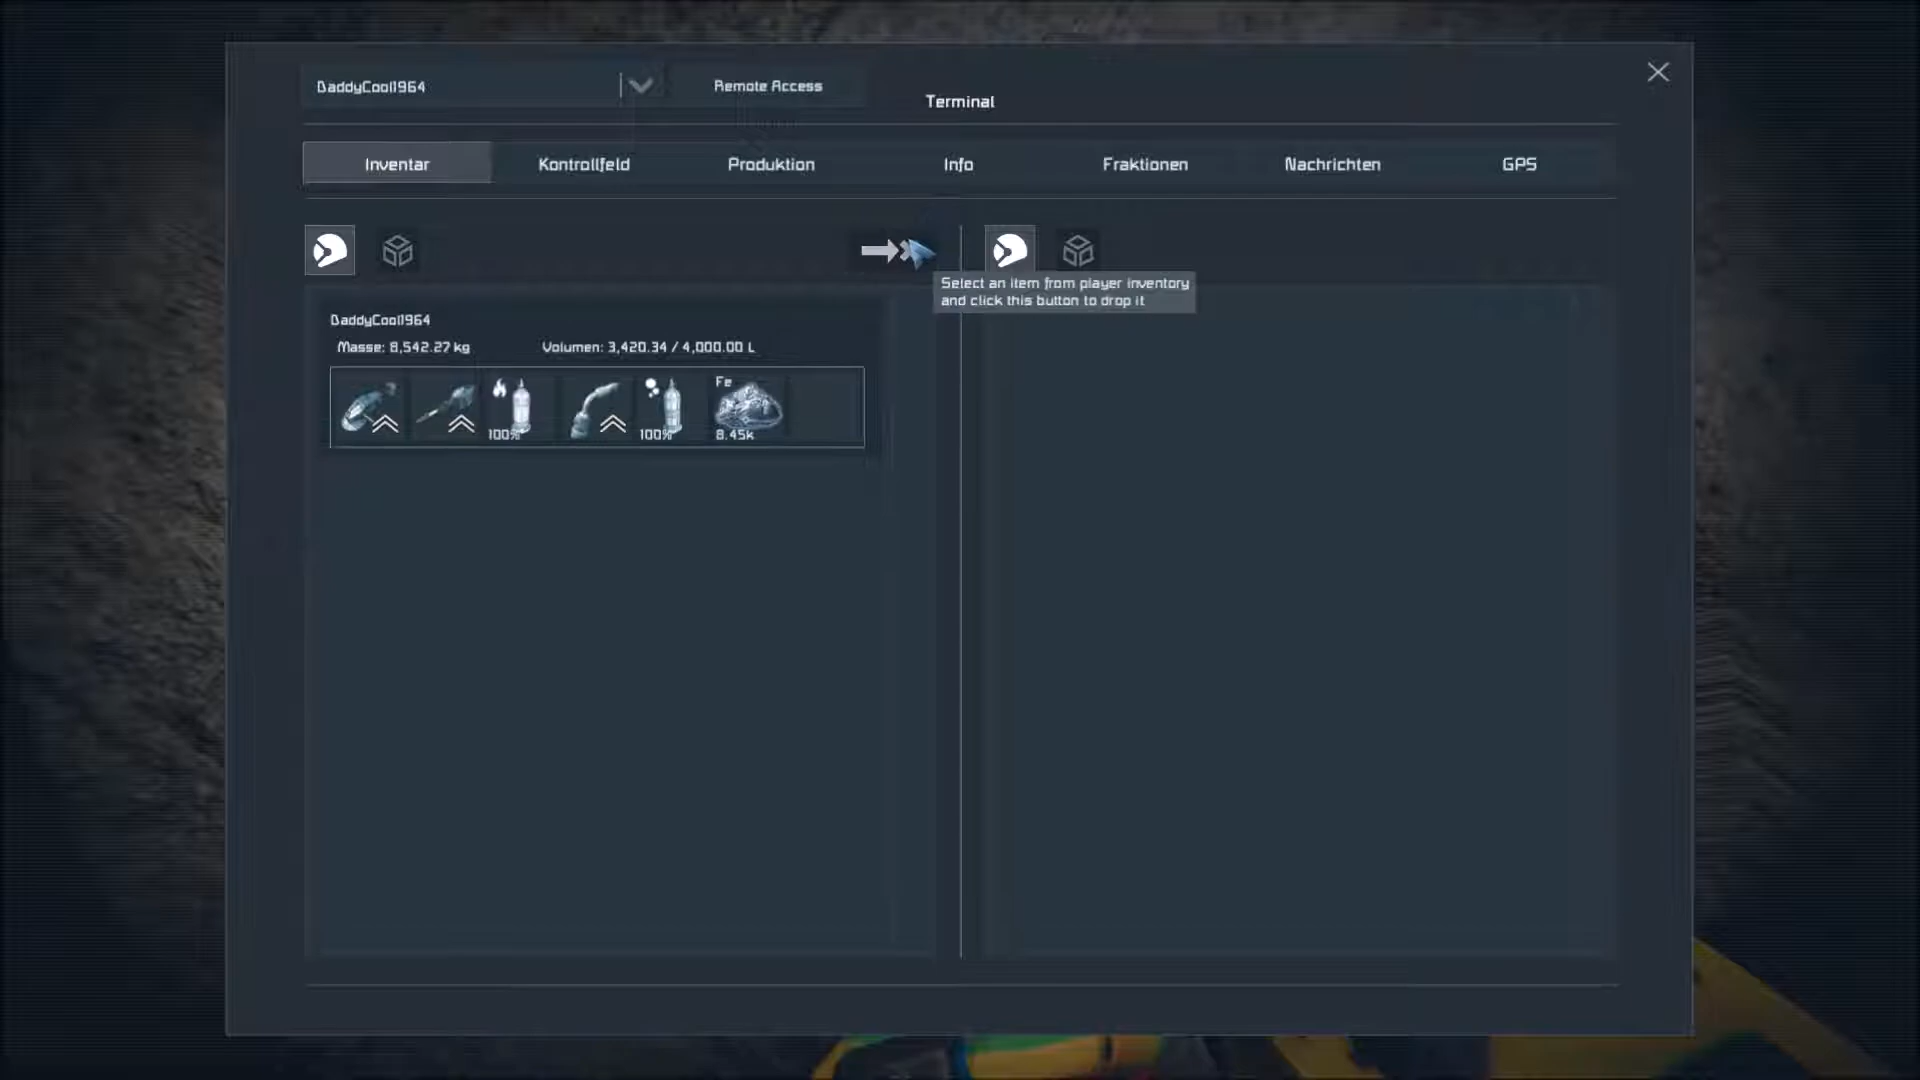 DaddyCool1964
Remote Access
Terminal
Inventar
Kontrollfeld
Produktion
Info
Fraktionen
Nachrichten
GPS
Select an item from player inventory
and click this button to drop it
DaddyCool1964
Masse: 8,542.27 kg
Volumen: 3,420.34 / 4,000.00 L
100%
100%
Fe
8.45k